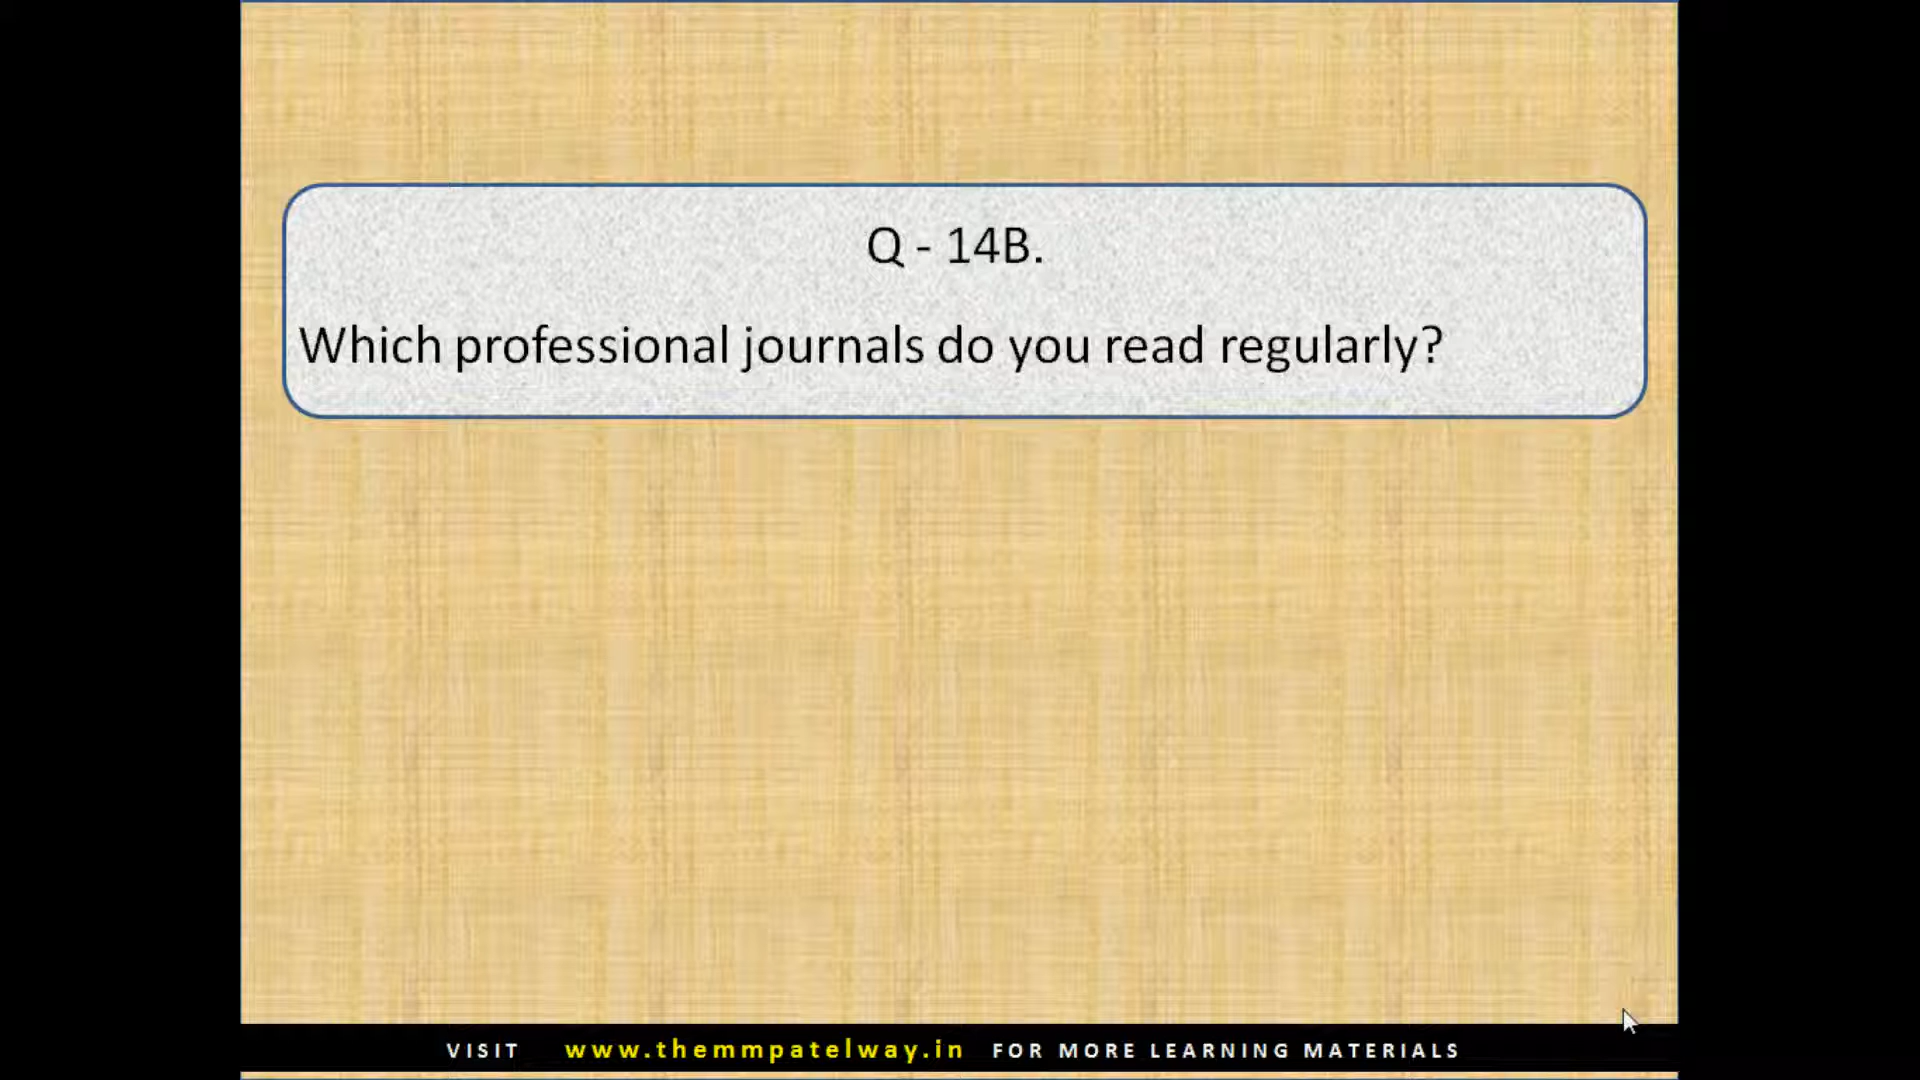 Q - 14B.
Which professional journals do you read regularly?
VISIT www.themmpatelway.in FOR MORE LEARNING MATERIALS